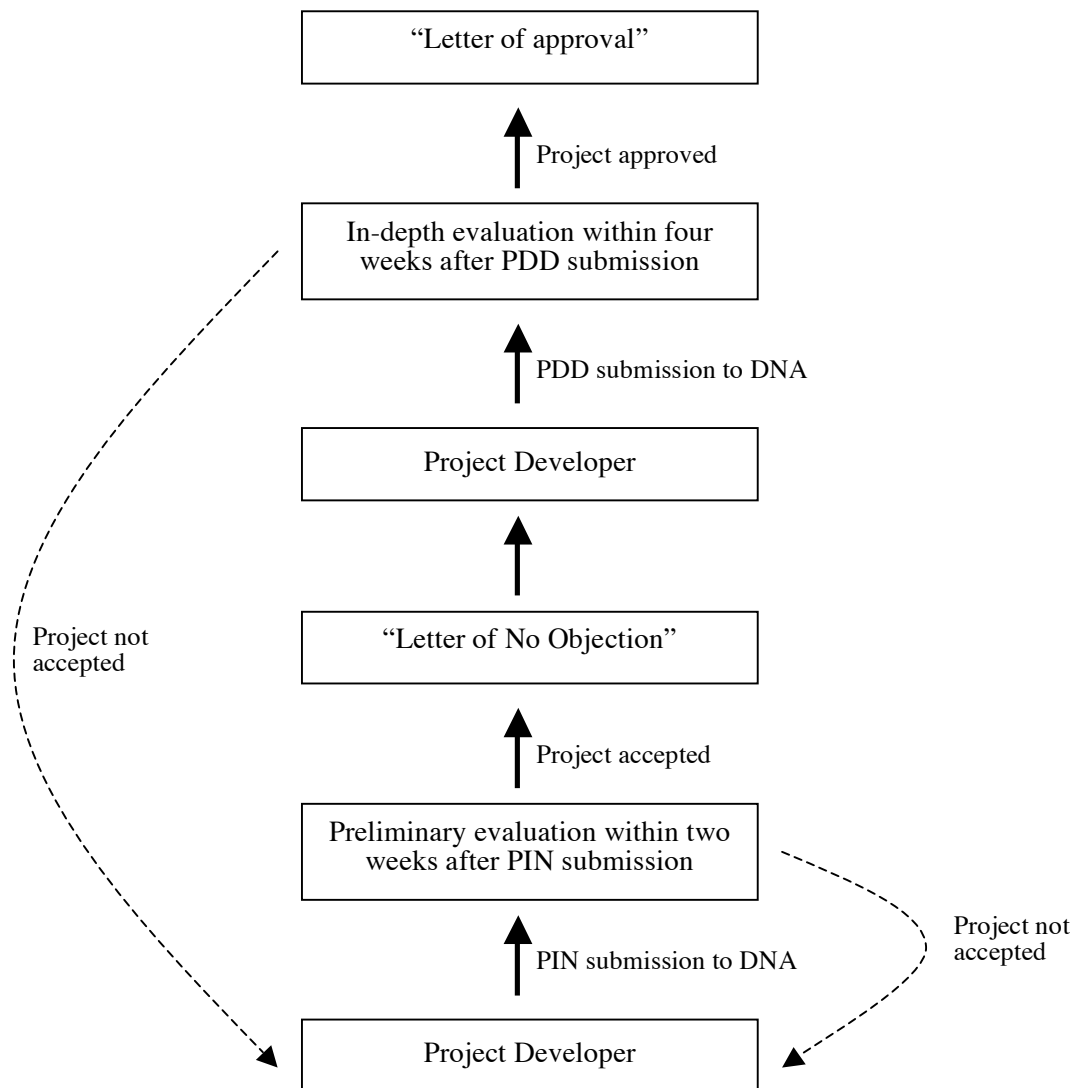 “Letter of approval”
Project approved
In-depth evaluation within four
weeks after PDD submission
PDD submission to DNA
Project Developer
“Letter of No Objection”
Project not
accepted
Project accepted
Preliminary evaluation within two
weeks after PIN submission
Project not
accepted
PIN submission to DNA
Project Developer